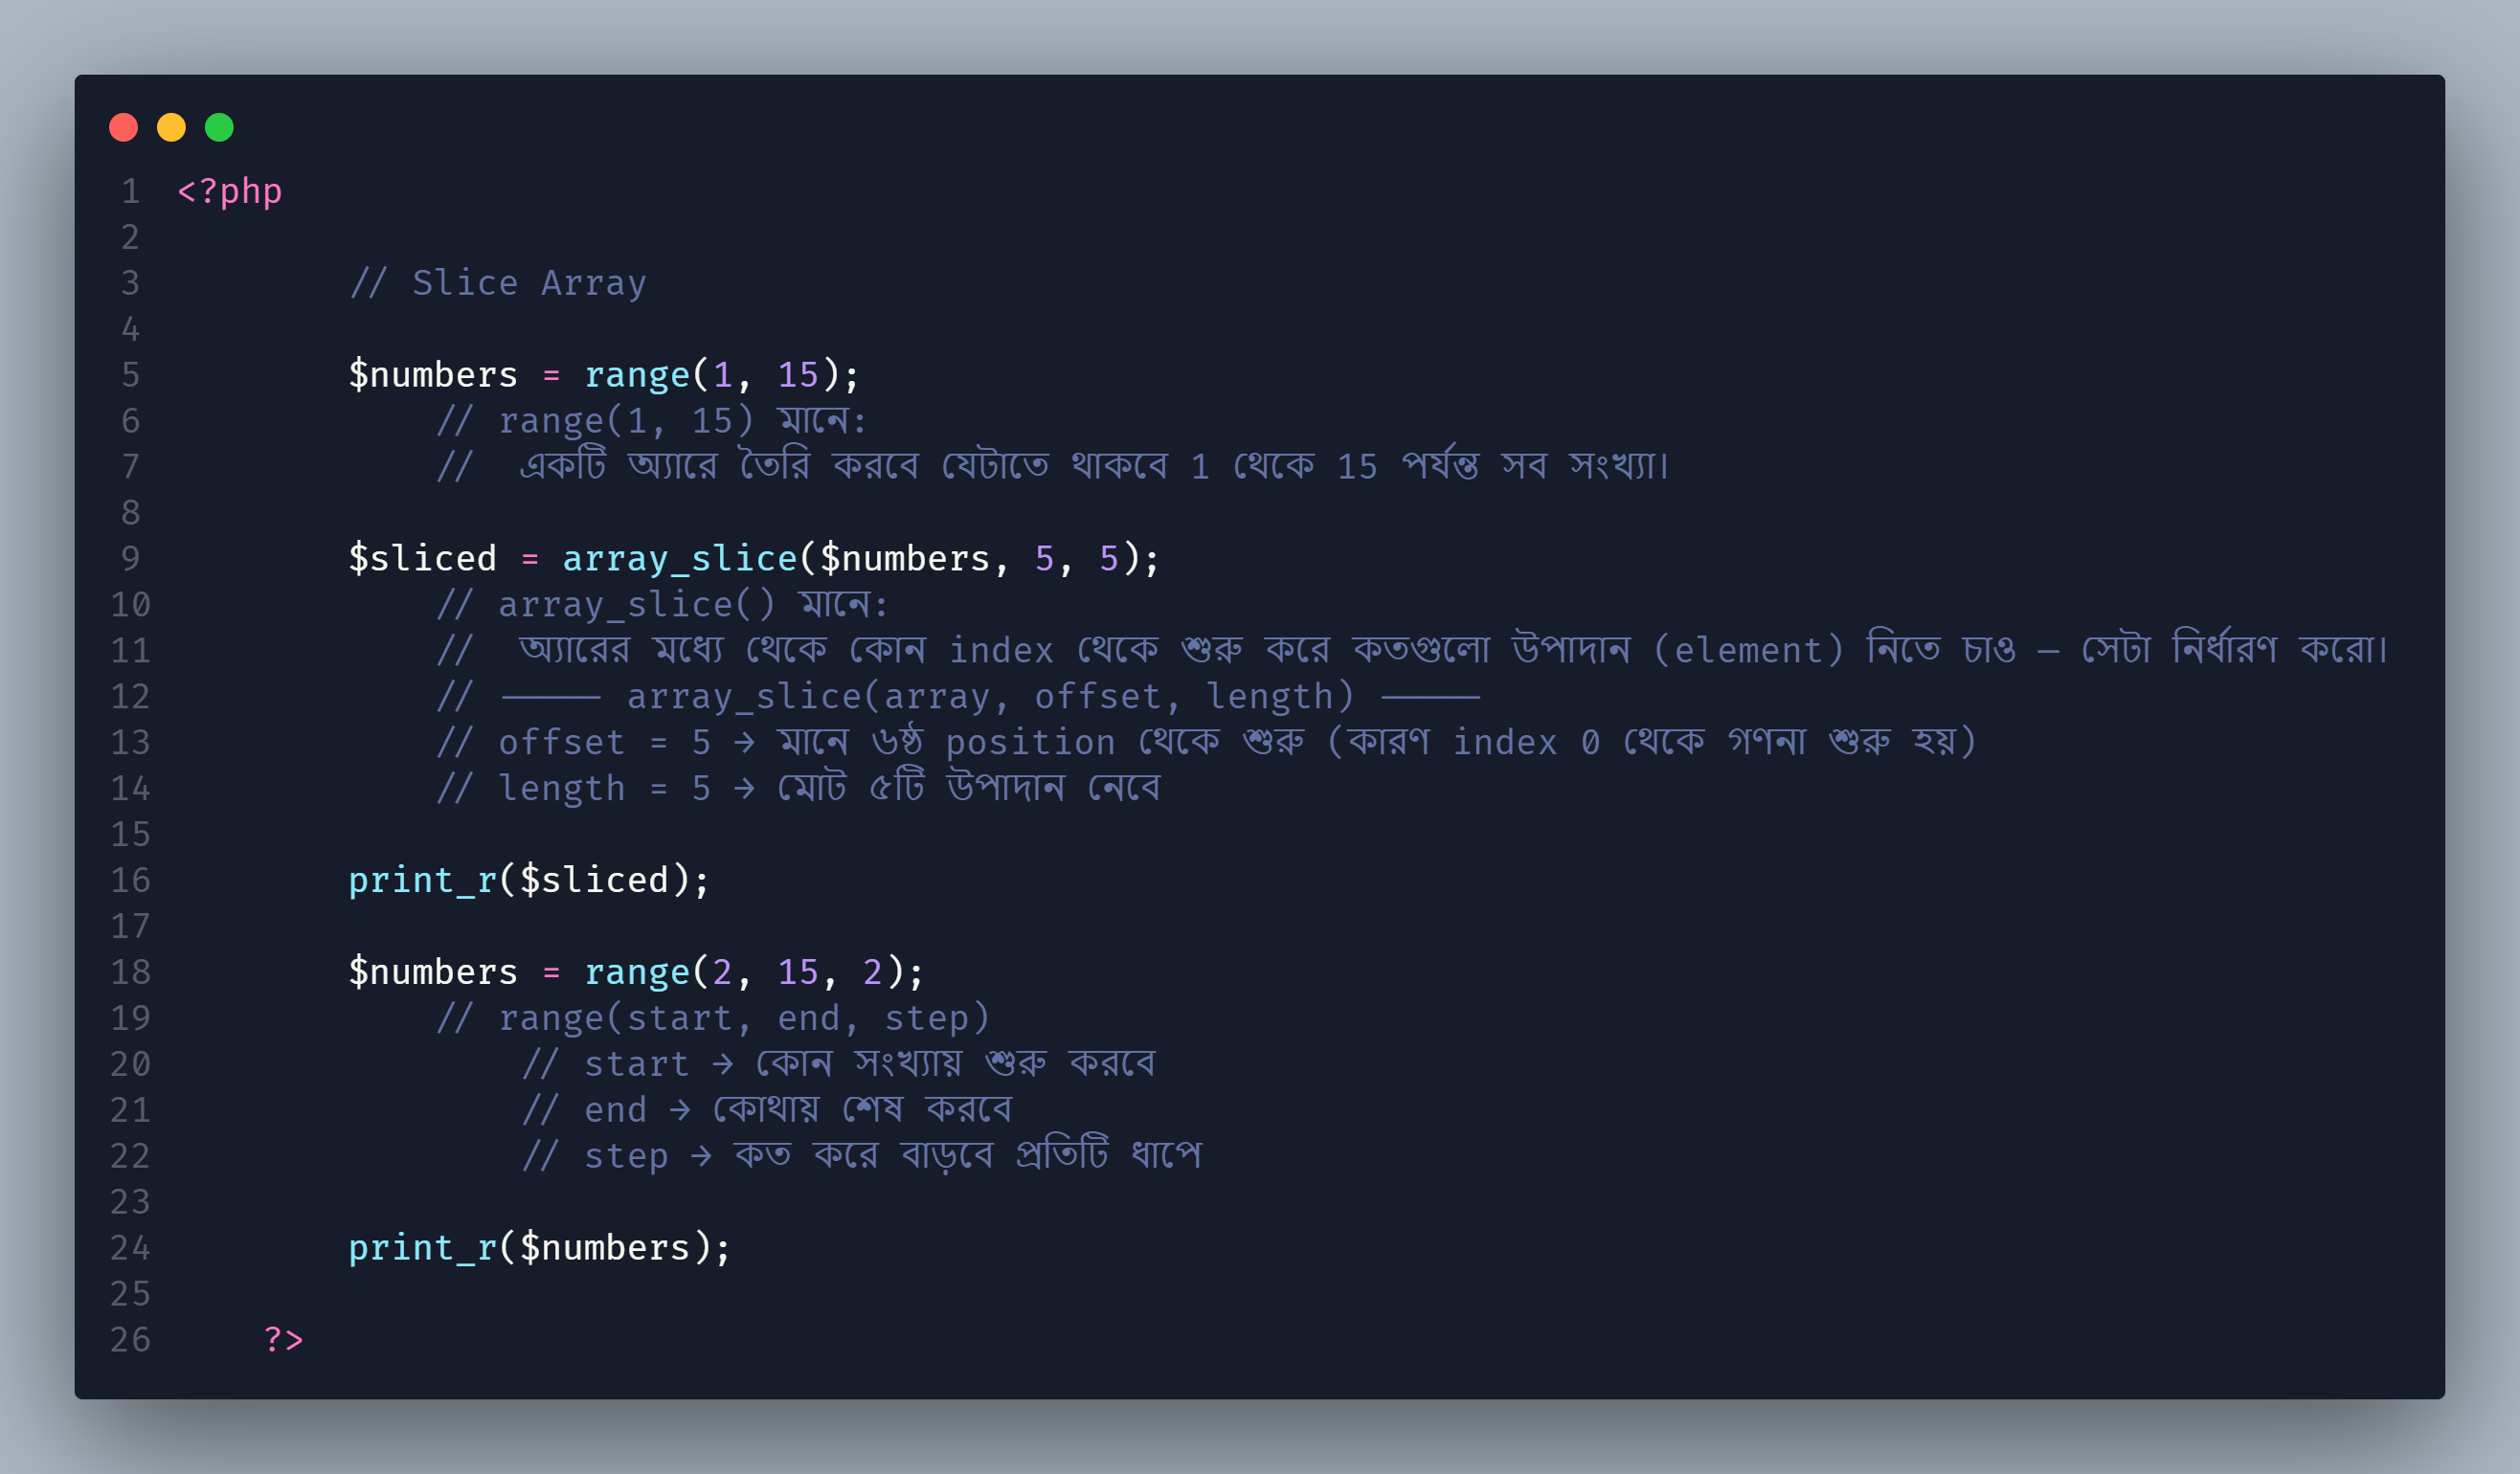 1 <?php
2
3 // Slice Array
4
5 $numbers = range(1, 15);
6 // range(1, 15) মানে:
7 //  একটি অ্যারে তৈরি করবে যেটাতে থাকবে 1 থেকে 15 পর্যন্ত সব সংখ্যা।
8
9 $sliced = array_slice($numbers, 5, 5);
10 // array_slice() মানে:
11 //  অ্যারের মধ্যে থেকে কোন index থেকে শুরু করে কতগুলো উপাদান (element) নিতে চাও — সেটা নির্ধারণ করো।
12 // ----- array_slice(array, offset, length) -----
13 // offset = 5 → মানে ৬ষ্ঠ position থেকে শুরু (কারণ index 0 থেকে গণনা শুরু হয়)
14 // length = 5 → মোট ৫টি উপাদান নেবে
15
16 print_r($sliced);
17
18 $numbers = range(2, 15, 2);
19 // range(start, end, step)
20 // start → কোন সংখ্যায় শুরু করবে
21 // end → কোথায় শেষ করবে
22 // step → কত করে বাড়বে প্রতিটি ধাপে
23
24 print_r($numbers);
25
26 ?>